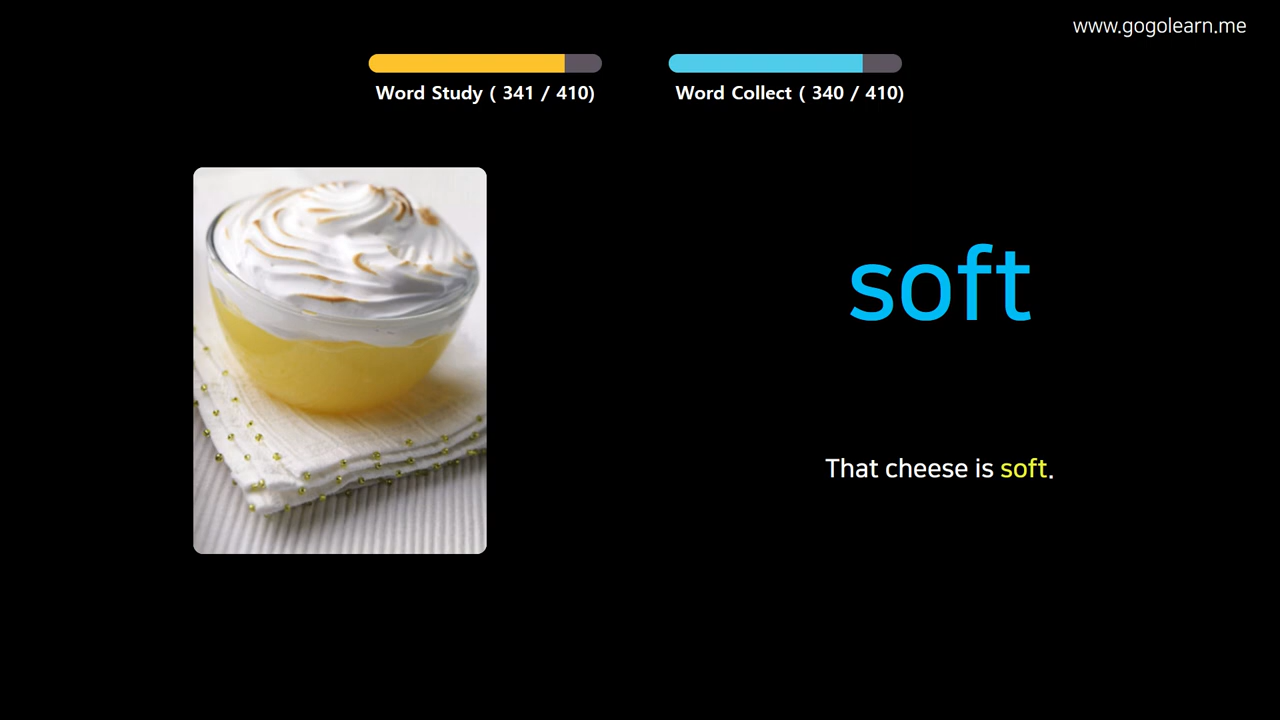 www.gogolearn.me
Word Study ( 341 / 410)
Word Collect ( 340 / 410)
soft
That cheese is soft.